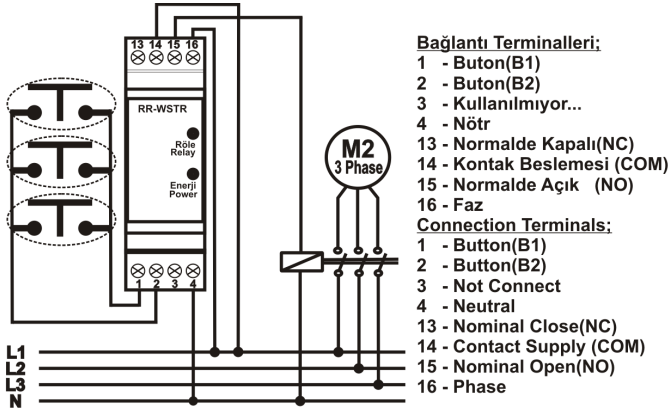 13 14 15 16
RR-WSTR
Röle
Relay
Enerji
Power
1 2 3 4
M2
3 Phase
L1
L2
L3
N
Bağlantı Terminalleri;
1 - Buton(B1)
2 - Buton(B2)
3 - Kullanılmıyor...
4 - Nötr
13 - Normalde Kapalı(NC)
14 - Kontak Beslemesi (COM)
15 - Normalde Açık (NO)
16 - Faz
Connection Terminals;
1 - Button(B1)
2 - Button(B2)
3 - Not Connect
4 - Neutral
13 - Nominal Close(NC)
14 - Contact Supply (COM)
15 - Nominal Open(NO)
16 - Phase